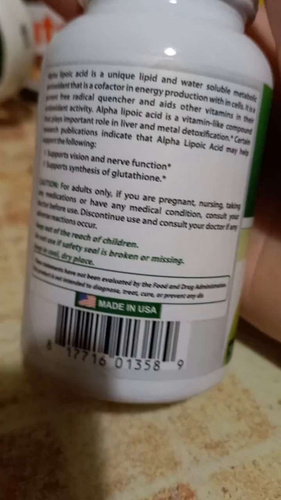 Alpha lipoic acid is a unique lipid and water soluble metabolic
antioxidant that is a cofactor in energy production with in cells. It is a
potent free radical quencher and aids other vitamins in their
antioxidant activity. Alpha lipoic acid is a vitamin-like compound
that plays important role in liver and metal detoxification.* Certain
research publications indicate that Alpha Lipoic Acid may help
support the following:
Supports vision and nerve function*
Supports synthesis of glutathione.*
CAUTION: For adults only, if you are pregnant, nursing, taking
any medications or have any medical condition, consult your
doctor before use. Discontinue use and consult your doctor if any
adverse reactions occur.
Keep out of the reach of children.
not use if safety seal is broken or missing.
in cool, dry place.
statements have not been evaluated by the Food and Drug Administration.
product is not intended to diagnose, treat, cure, or prevent any
MADE IN USA
8 17716 01358 9